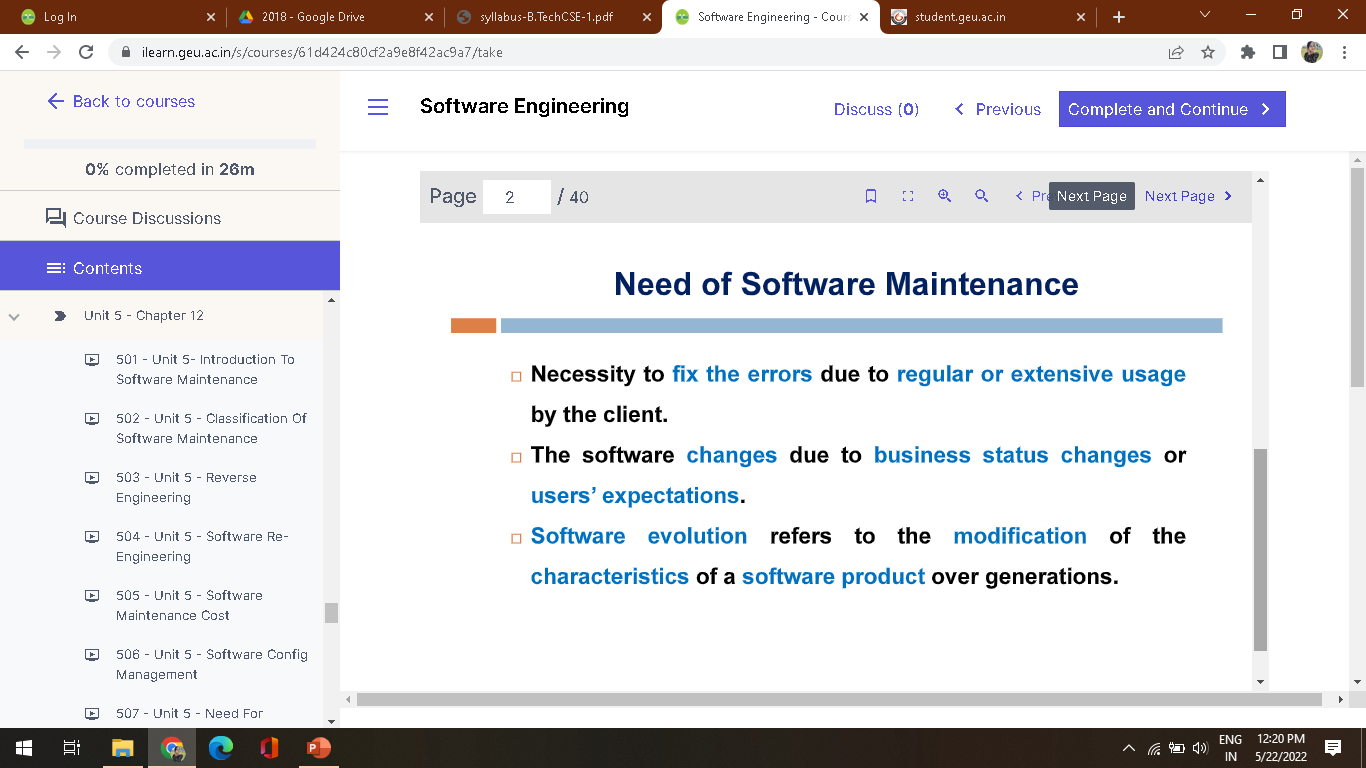 Log In
2018 - Google Drive
syllabus-B.TechCSE-1.pdf
Software Engineering - Cour
student.geu.ac.in
ilearn.geu.ac.in/s/courses/61d424c80cf2a9e8f42ac9a7/take
Back to courses
0% completed in 26m
Course Discussions
Contents
Unit 5 - Chapter 12
501 - Unit 5- Introduction To
Software Maintenance
502 - Unit 5 - Classification Of
Software Maintenance
503 - Unit 5 - Reverse
Engineering
504 - Unit 5 - Software Re-
Engineering
505 - Unit 5 - Software
Maintenance Cost
506 - Unit 5 - Software Config
Management
507 - Unit 5 - Need For
Software Engineering
Discuss (0)
Previous
Complete and Continue
Page 2 / 40
Pre
Next Page
Next Page
Need of Software Maintenance
Necessity to fix the errors due to regular or extensive usage
by the client.
The software changes due to business status changes or
users' expectations.
Software evolution refers to the modification of the
characteristics of a software product over generations.
ENG
IN
12:20 PM
5/22/2022